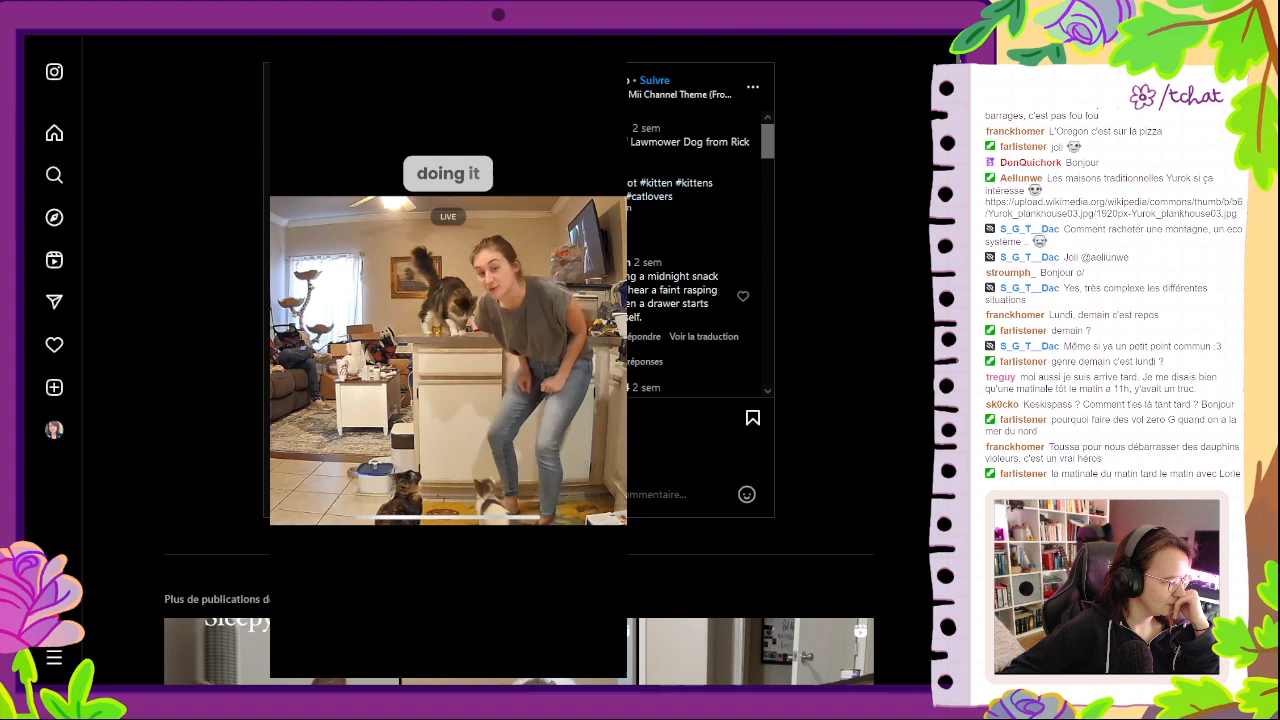 • Suivre
Mii Channel Theme (Fro...
2 sem
Lawmower Dog from Rick
ot #kitten #kittens
#catlovers
doing it
LIVE
2 sem
ng a midnight snack
hear a faint rasping
en a drawer starts
self.
épondre Voir la traduction
éponses
2 sem
mmentaire...
Plus de publications d
Sleepy
/tchat
barrages, c'est pas fou fou
franckhomer L'Oregon c'est sur la pizza
farlistener joli
DonQuichork Bonjour
Aellunwe Les maisons traditionnelles Yurok si ça
intéresse
https://upload.wikimedia.org/wikipedia/commons/thumb/b/b6
/Yurok_plankhouse03.jpg/1920px-Yurok_plankhouse03.jpg
S_G_T__Dac Comment racheter une montagne, un eco
système ..
S_G_T__Dac Joli @aellunwe
stroumph_ Bonjour o/
S_G_T__Dac Yes, très complexe les différentes
situations
franckhomer Lundi, demain c'est repos
farlistener demain ?
S_G_T__Dac Même si ya un petit point commun :3
farlistener genre demain c'est lundi ?
treguy moi aussi je suis arrive tard. Je me disais bien
qu'une matinale tôt le matin a 11h, y'avait un truc.
sk0cko Keskispass ? Comment t'es là tant tard ? Bonjour
farlistener pourquoi faire des vol zero G quand on a la
mer du nord
franckhomer Toussa pour nous débarrasser des dauphins
violeurs, c'est un vrai héros
farlistener la matinale du matin tard le matin avec Lorie